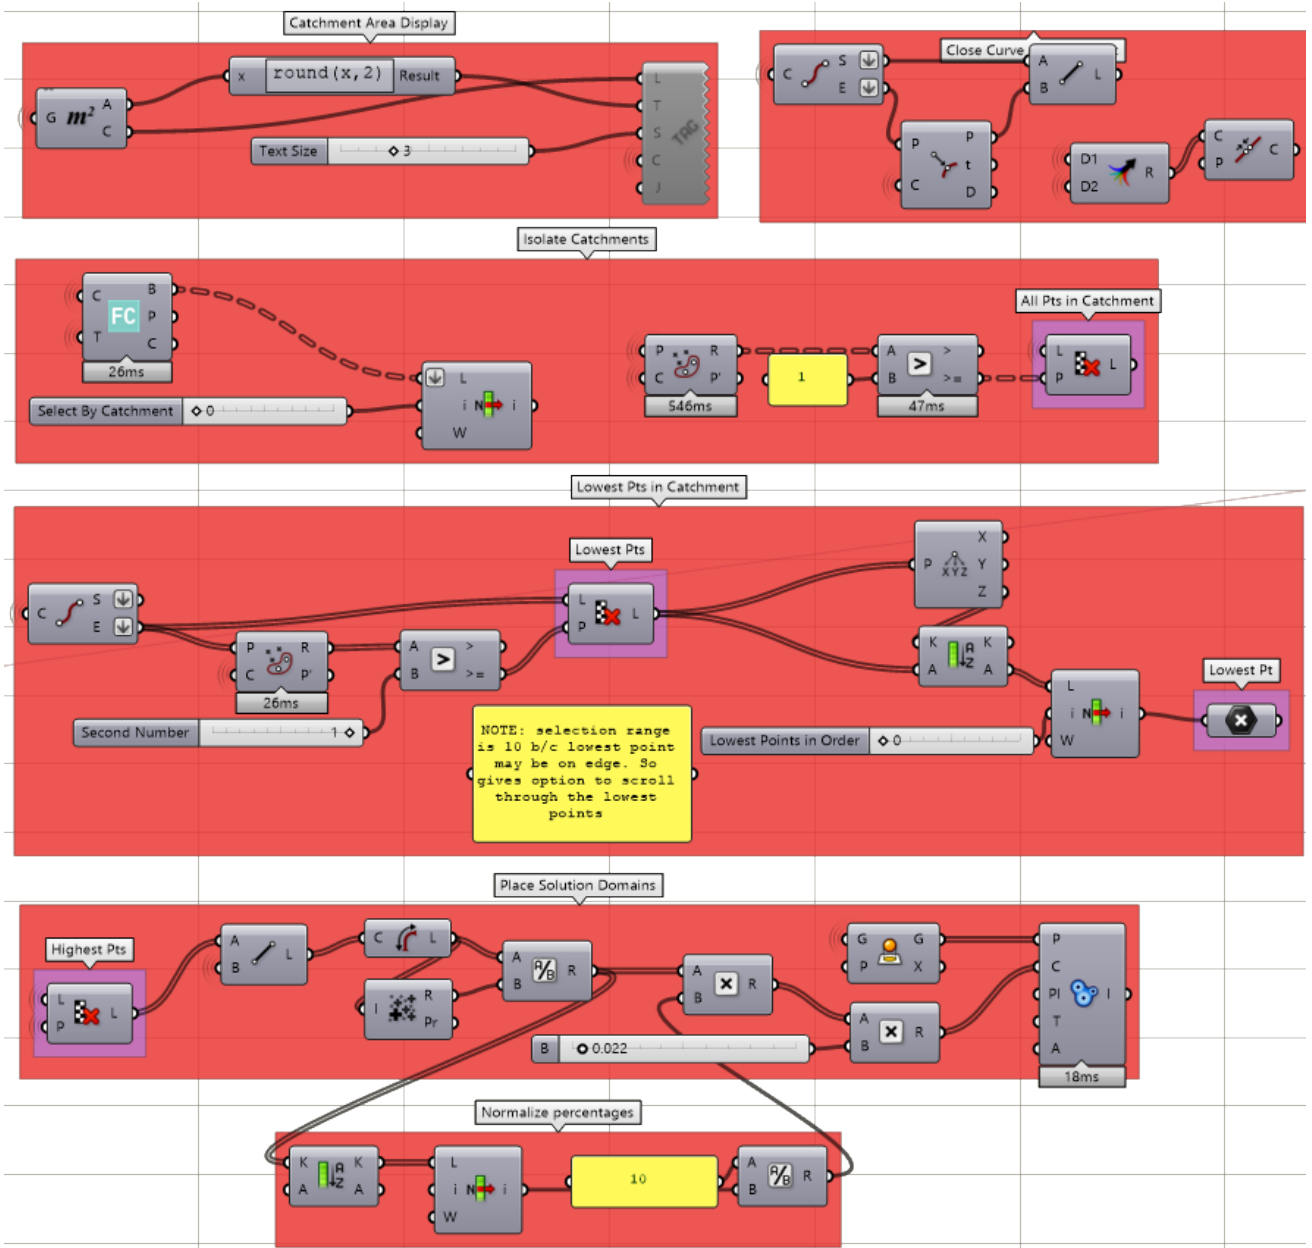 Catchment Area Display
Close Curve
C S
E
A
B L
x round(x,2) Result
G m² A
C
L
T
S
C
J
TAG
Text Size 3
P P
t
C D
D1
D2 R
C
P C
Isolate Catchments
C B
FC P
T C
26ms
All Pts in Catchment
L
i N i
W
Select By Catchment 0
P R
C P'
546ms
1
A >
B >=
>
47ms
L L
P
Lowest Pts in Catchment
Lowest Pts
X
P XYZ Y
Z
C S
E
L L
P
P R
C P'
26ms
A >
B >=
>
K A Z K
A A
Lowest Pt
L
i N i
W
Second Number 1
NOTE: selection range
is 10 b/c lowest point
may be on edge. So
gives option to scroll
through the lowest
points
Lowest Points in Order 0
Place Solution Domains
Highest Pts
A
B L
C L
A
B A/B R
I R
Pr
L L
P
A
B × R
G G
P X
P
C
Pl I
T
A
A
B × R
B 0.022
18ms
Normalize percentages
K A Z K
A A
L
i N i
W
10
A
B A/B R